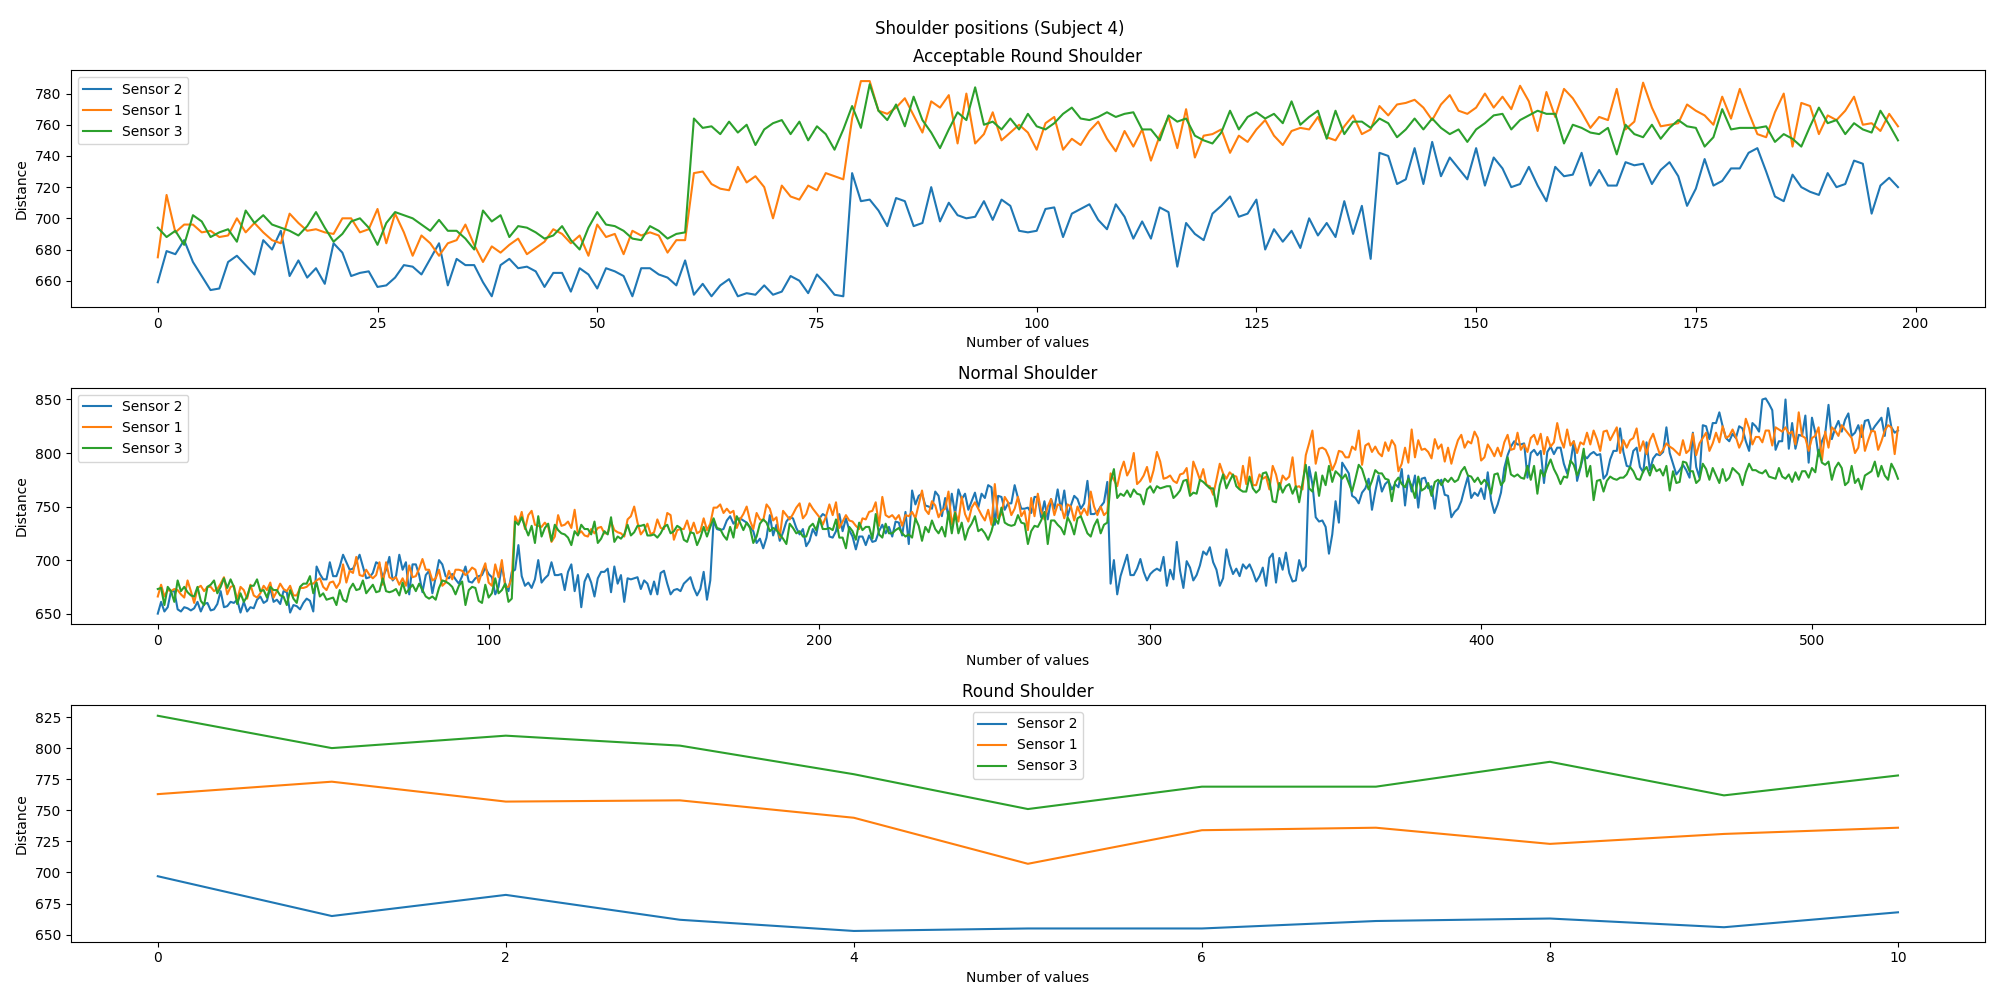 Shoulder positions (Subject 4)
Acceptable Round Shoulder
Sensor 2
Sensor 1
Sensor 3
Distance
780
760
740
720
700
680
660
0 25 50 75 100 125 150 175 200
Number of values
Normal Shoulder
Sensor 2
Sensor 1
Sensor 3
Distance
850
800
750
700
650
0 100 200 300 400 500
Number of values
Round Shoulder
Sensor 2
Sensor 1
Sensor 3
Distance
825
800
775
750
725
700
675
650
0 2 4 6 8 10
Number of values